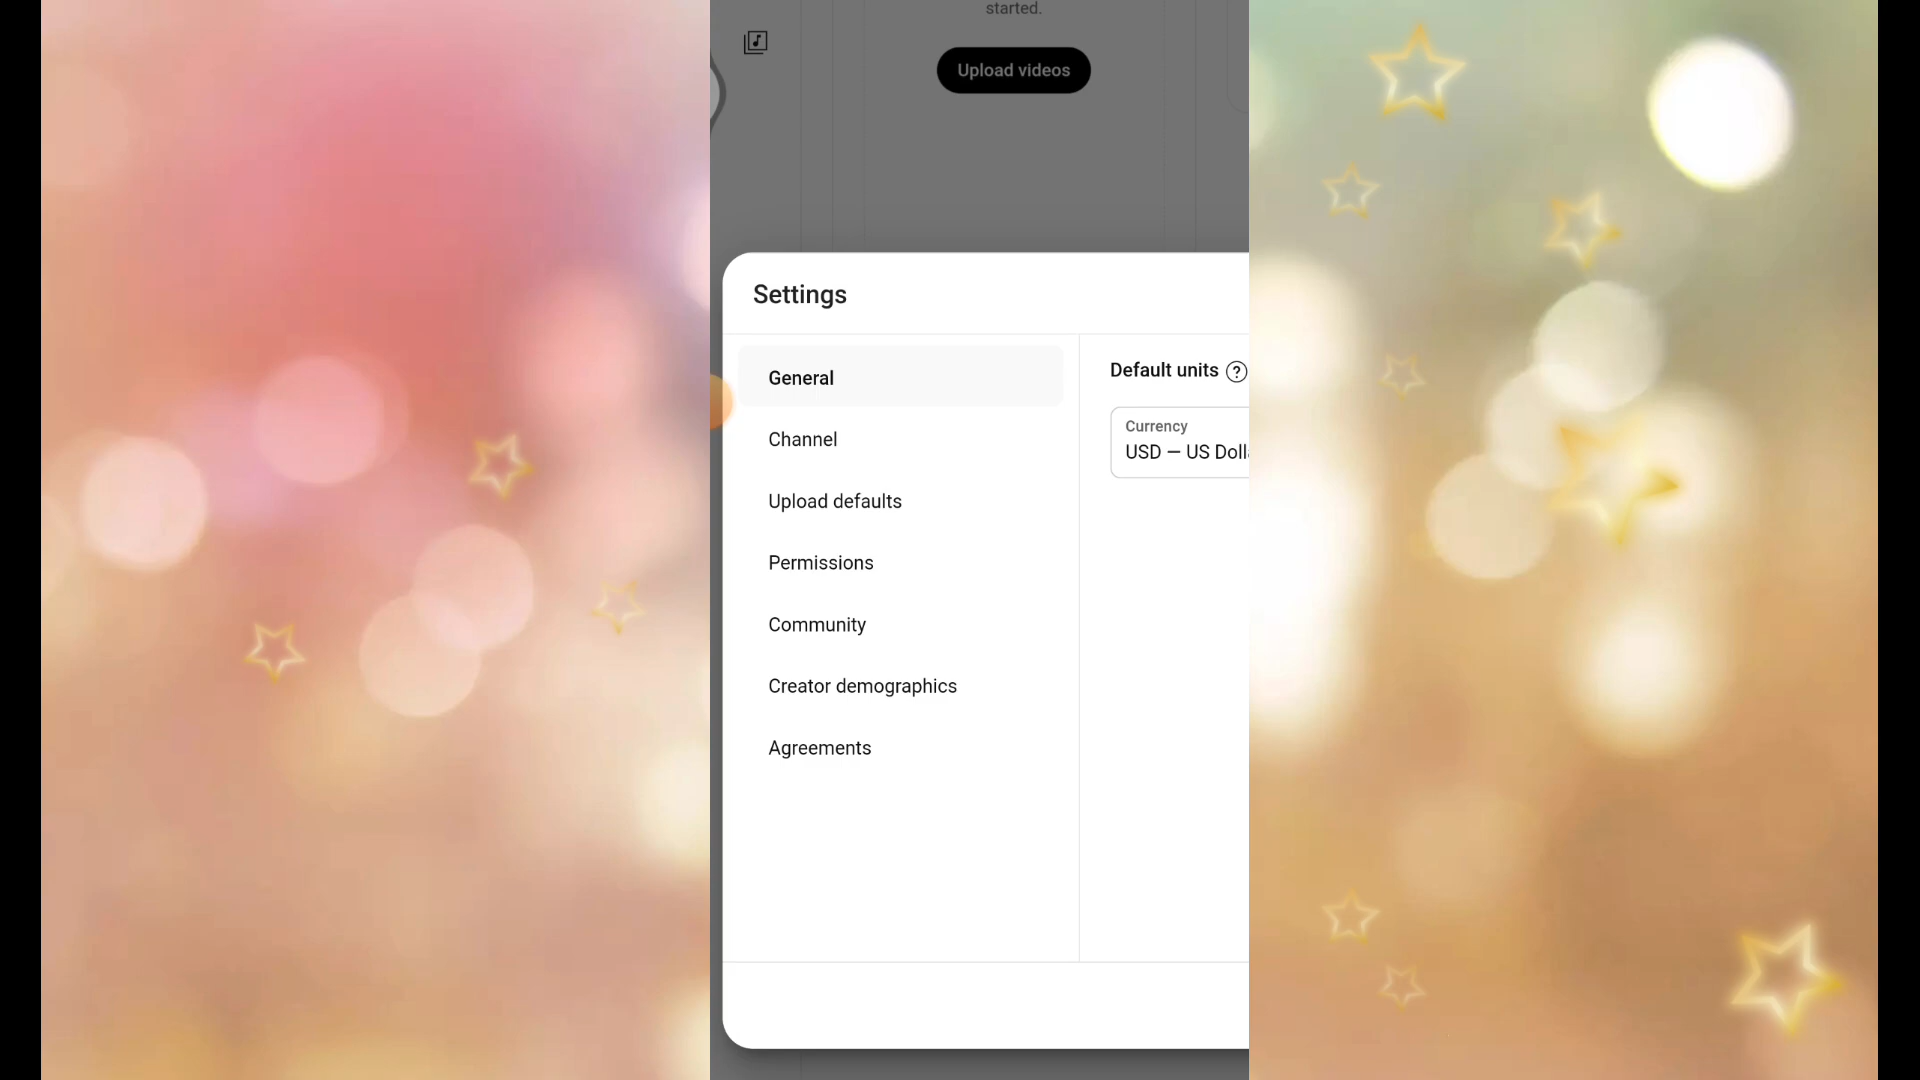 started.
Upload videos
Settings
General
Channel
Upload defaults
Permissions
Community
Creator demographics
Agreements
Default units
Currency
USD — US Doll